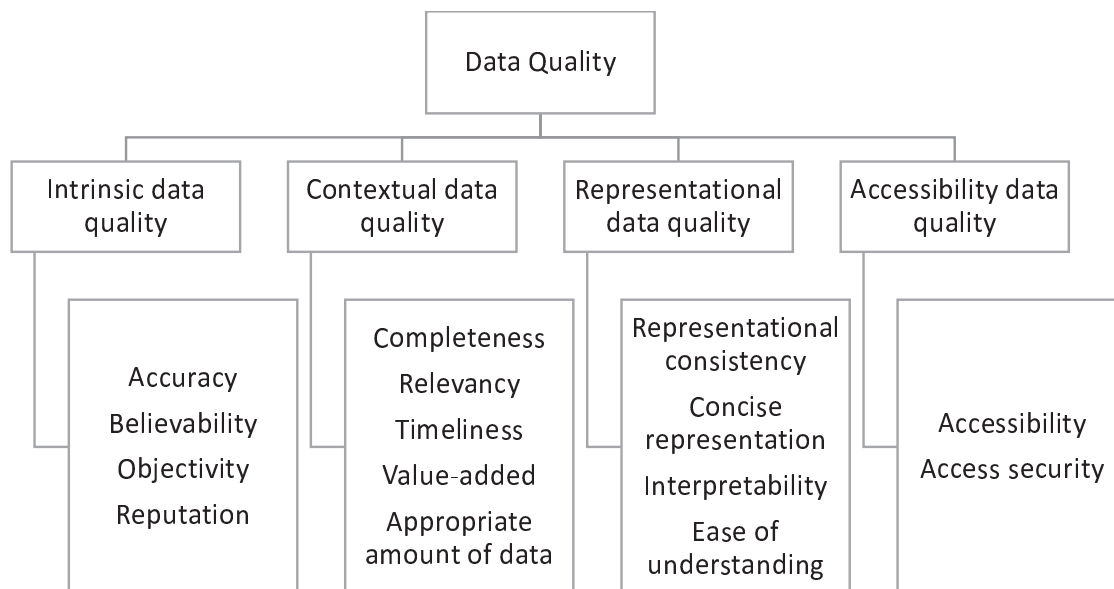 Data Quality
Intrinsic data
quality
Contextual data
quality
Representational
data quality
Accessibility data
quality
Accuracy
Believability
Objectivity
Reputation
Completeness
Relevancy
Timeliness
Value-added
Appropriate
amount of data
Representational
consistency
Concise
representation
Interpretability
Ease of
understanding
Accessibility
Access security